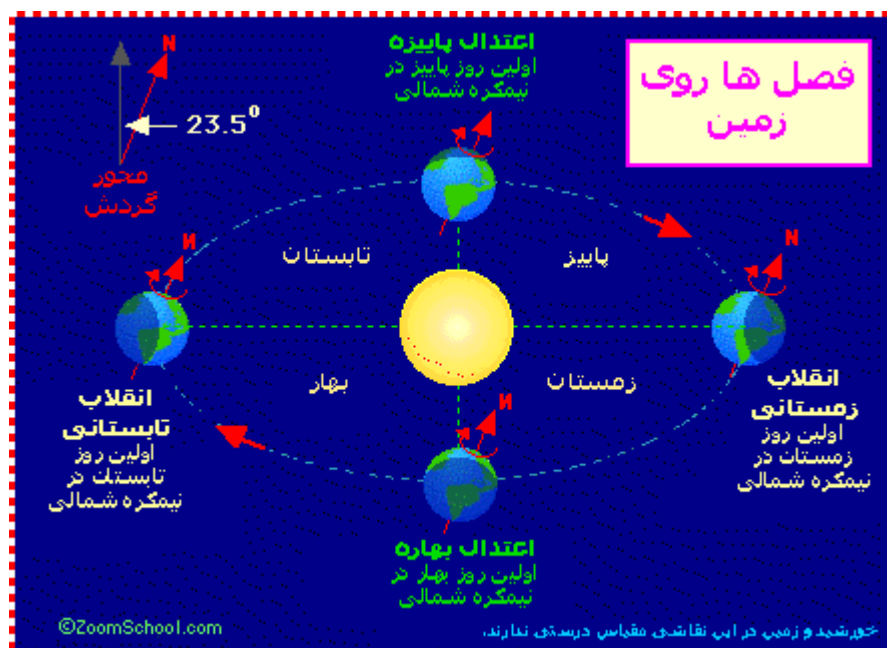 فصل ها روی
زمین
اعتدال پاییزه
اولین روز پاییز در
نیمکره شمالی
N
23.5°
محور
گردش
N
N
N
N
تابستان
پاییز
بهار
زمستان
انقلاب
تابستانی
اولین روز
تابستات در
نیمکره شمالی
انقلاب
زمستانی
اولین روز
زمستات در
نیمکره شمالی
اعتدال بهاره
اولین روز بهار در
نیمکره شمالی
©ZoomSchool.com
خورشید و زمین در این نقاشی مقیاس درستی ندارند.